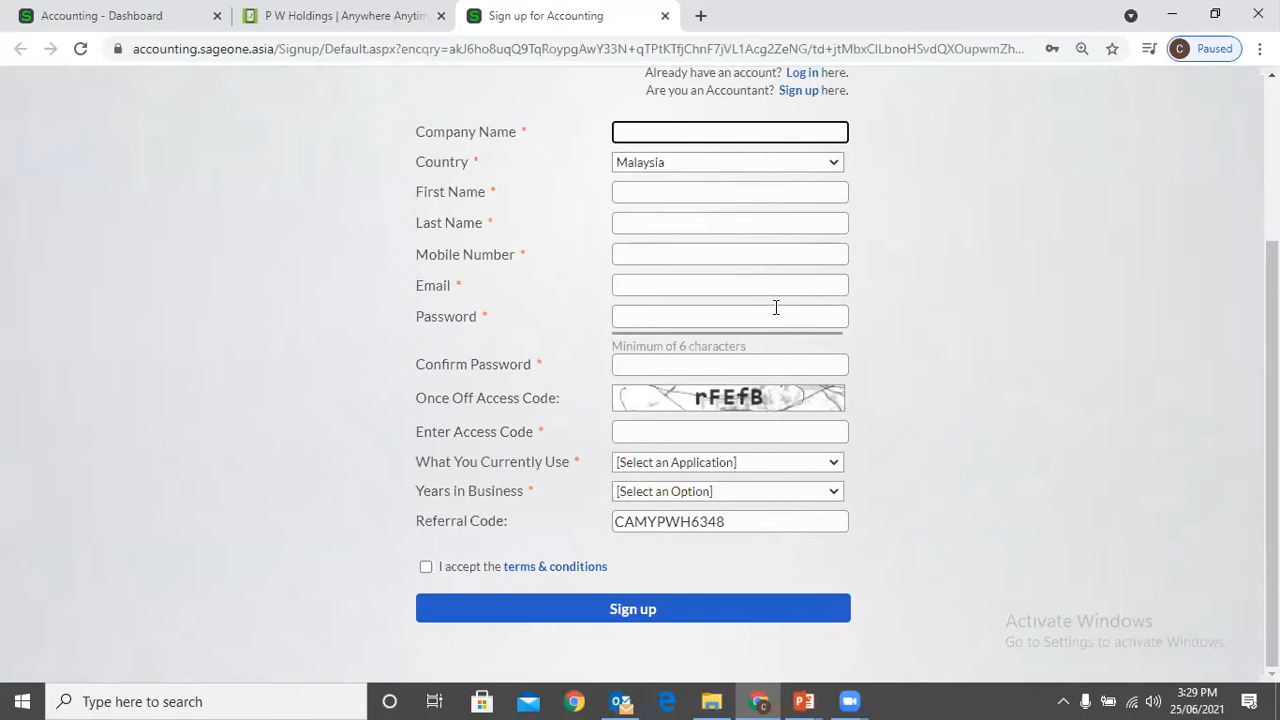 Accounting - Dashboard
P W Holdings | Anywhere Anytim
Sign up for Accounting
accounting.sageone.asia/Signup/Default.aspx?encqry=akJ6ho8uqQ9TqRoypgAwY33N+qTPtKTfjChnF7jVL1Acg2ZeNG/td+jtMbxClLbnoHSvdQXOupwmZh...
Paused
Already have an account? Log in here.
Are you an Accountant? Sign up here.
Company Name *
Country * Malaysia
First Name *
Last Name *
Mobile Number *
Email *
Password *
Minimum of 6 characters
Confirm Password *
Once Off Access Code: rFEfB
Enter Access Code *
What You Currently Use * [Select an Application]
Years in Business * [Select an Option]
Referral Code: CAMYPWH6348
I accept the terms & conditions
Sign up
Activate Windows
Go to Settings to activate Windows.
Type here to search
3:29 PM
25/06/2021